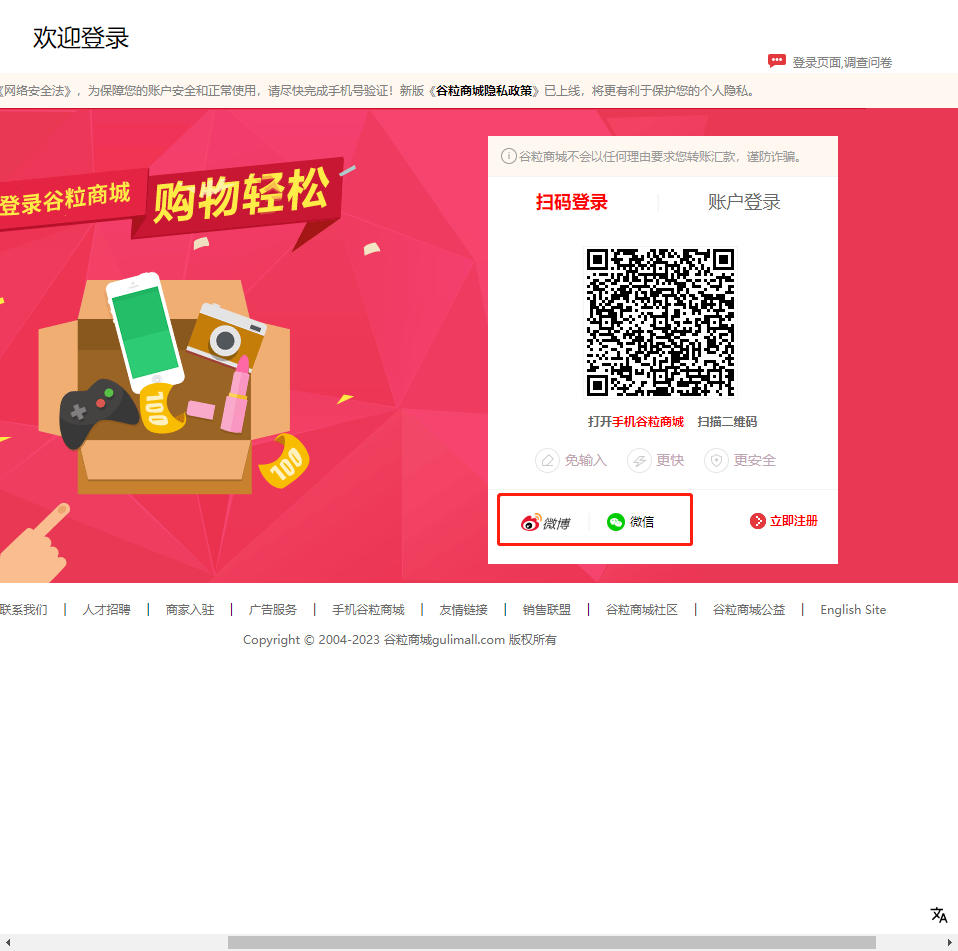 欢迎登录
登录页面,调查问卷
《网络安全法》，为保障您的账户安全和正常使用，请尽快完成手机号验证！新版《谷粒商城隐私政策》已上线，将更有利于保护您的个人隐私。
登录谷粒商城 购物轻松
100
100
谷粒商城不会以任何理由要求您转账汇款，谨防诈骗。
扫码登录 账户登录
打开手机谷粒商城 扫描二维码
免输入 更快 更安全
微博 微信 立即注册
联系我们 | 人才招聘 | 商家入驻 | 广告服务 | 手机谷粒商城 | 友情链接 | 销售联盟 | 谷粒商城社区 | 谷粒商城公益 | English Site
Copyright © 2004-2023 谷粒商城gulimall.com 版权所有